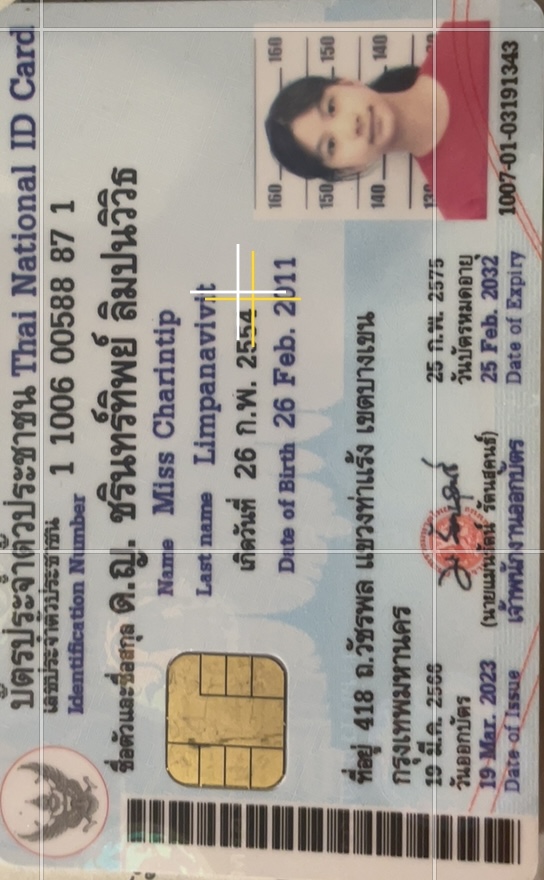 บัตรประจำตัวประชาชน Thai National ID Card
เลขประจำตัวประชาชน 1 1006 00588 87 1
Identification Number
ชื่อตัวและชื่อสกุล ด.ญ. ชรินทร์ทิพย์ ลิมปนวิวิธ
Name Miss Charintip
Last name Limpanavivit
เกิดวันที่ 26 ก.พ. 2554
Date of Birth 26 Feb. 2011
ที่อยู่ 418 ถ.วัชรพล แขวงท่าแร้ง เขตบางเขน
กรุงเทพมหานคร
19 มี.ค. 2566
วันออกบัตร
19 Mar. 2023
Date of Issue
เจ้าพนักงานออกบัตร
25 ก.พ. 2575
วันบัตรหมดอายุ
25 Feb. 2032
Date of Expiry
160 160
150 150
140 140
130
1007-01-03191343